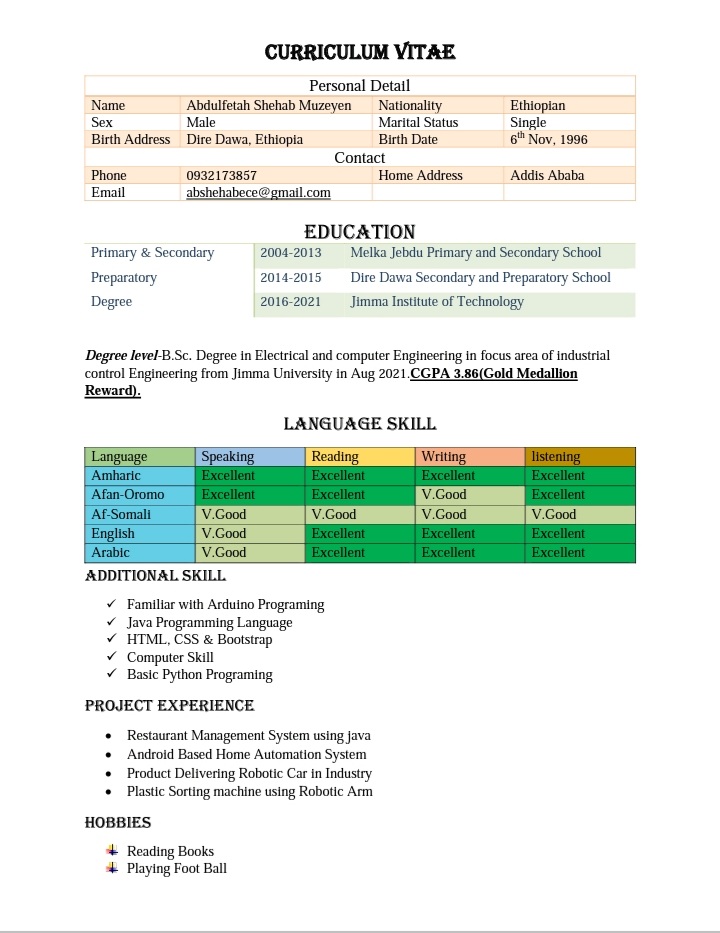 CURRICULUM VITAE
Personal Detail
Name Abdulfetah Shehab Muzeyen Nationality Ethiopian
Sex Male Marital Status Single
Birth Address Dire Dawa, Ethiopia Birth Date 6th Nov, 1996
Contact
Phone 0932173857 Home Address Addis Ababa
Email abshehabece@gmail.com
EDUCATION
Primary & Secondary 2004-2013 Melka Jebdu Primary and Secondary School
Preparatory 2014-2015 Dire Dawa Secondary and Preparatory School
Degree 2016-2021 Jimma Institute of Technology
Degree level-B.Sc. Degree in Electrical and computer Engineering in focus area of industrial
control Engineering from Jimma University in Aug 2021.CGPA 3.86(Gold Medallion
Reward).
LANGUAGE SKILL
Language Speaking Reading Writing listening
Amharic Excellent Excellent Excellent Excellent
Afan-Oromo Excellent Excellent V.Good Excellent
Af-Somali V.Good V.Good V.Good V.Good
English V.Good Excellent Excellent Excellent
Arabic V.Good Excellent Excellent Excellent
ADDITIONAL SKILL
✓ Familiar with Arduino Programing
✓ Java Programming Language
✓ HTML, CSS & Bootstrap
✓ Computer Skill
✓ Basic Python Programing
PROJECT EXPERIENCE
• Restaurant Management System using java
• Android Based Home Automation System
• Product Delivering Robotic Car in Industry
• Plastic Sorting machine using Robotic Arm
HOBBIES
Reading Books
Playing Foot Ball